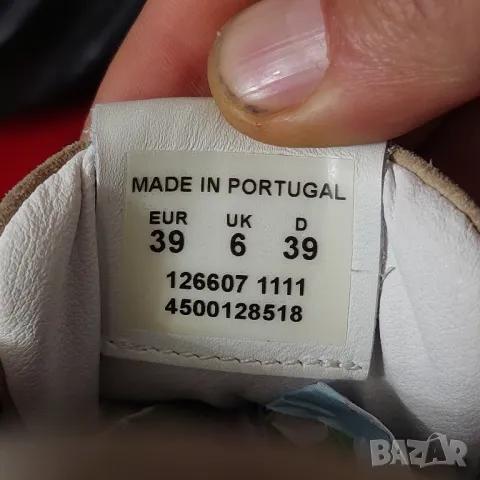 MADE IN PORTUGAL
EUR UK D
39 6 39
126607 1111
4500128518
BAZAR